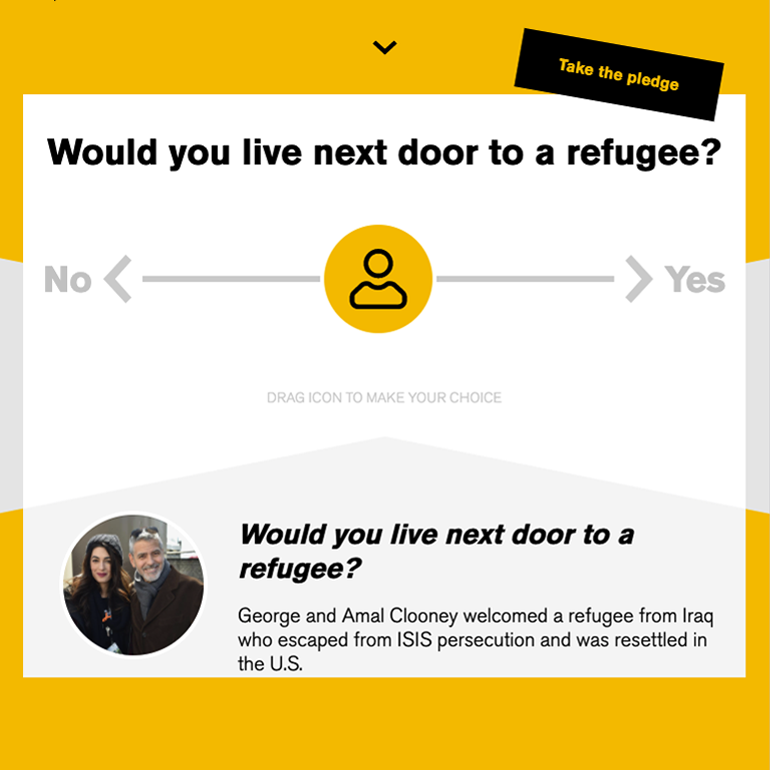 Take the pledge
Would you live next door to a refugee?
No
Yes
DRAG ICON TO MAKE YOUR CHOICE
Would you live next door to a
refugee?
George and Amal Clooney welcomed a refugee from Iraq
who escaped from ISIS persecution and was resettled in
the U.S.